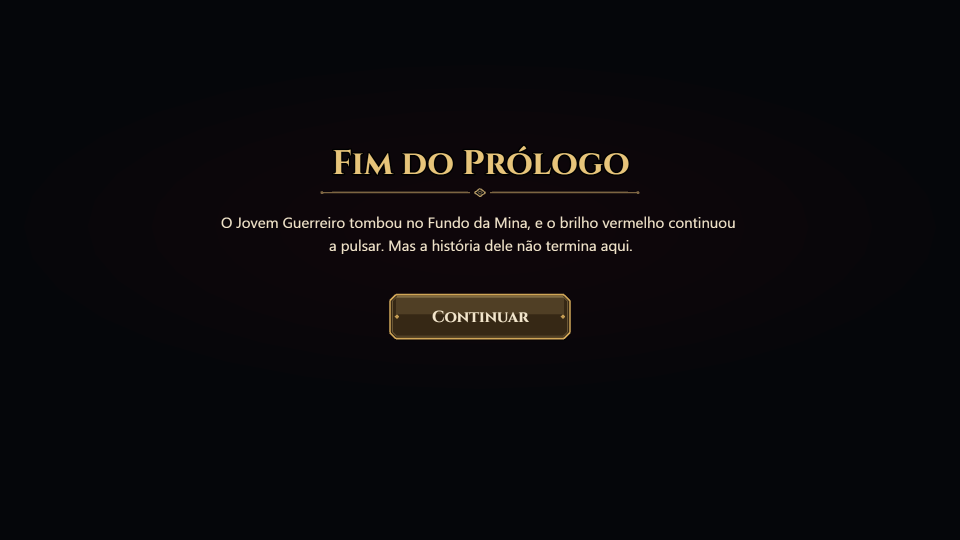 Fim do Prólogo
O Jovem Guerreiro tombou no Fundo da Mina, e o brilho vermelho continuou
a pulsar. Mas a história dele não termina aqui.
Continuar